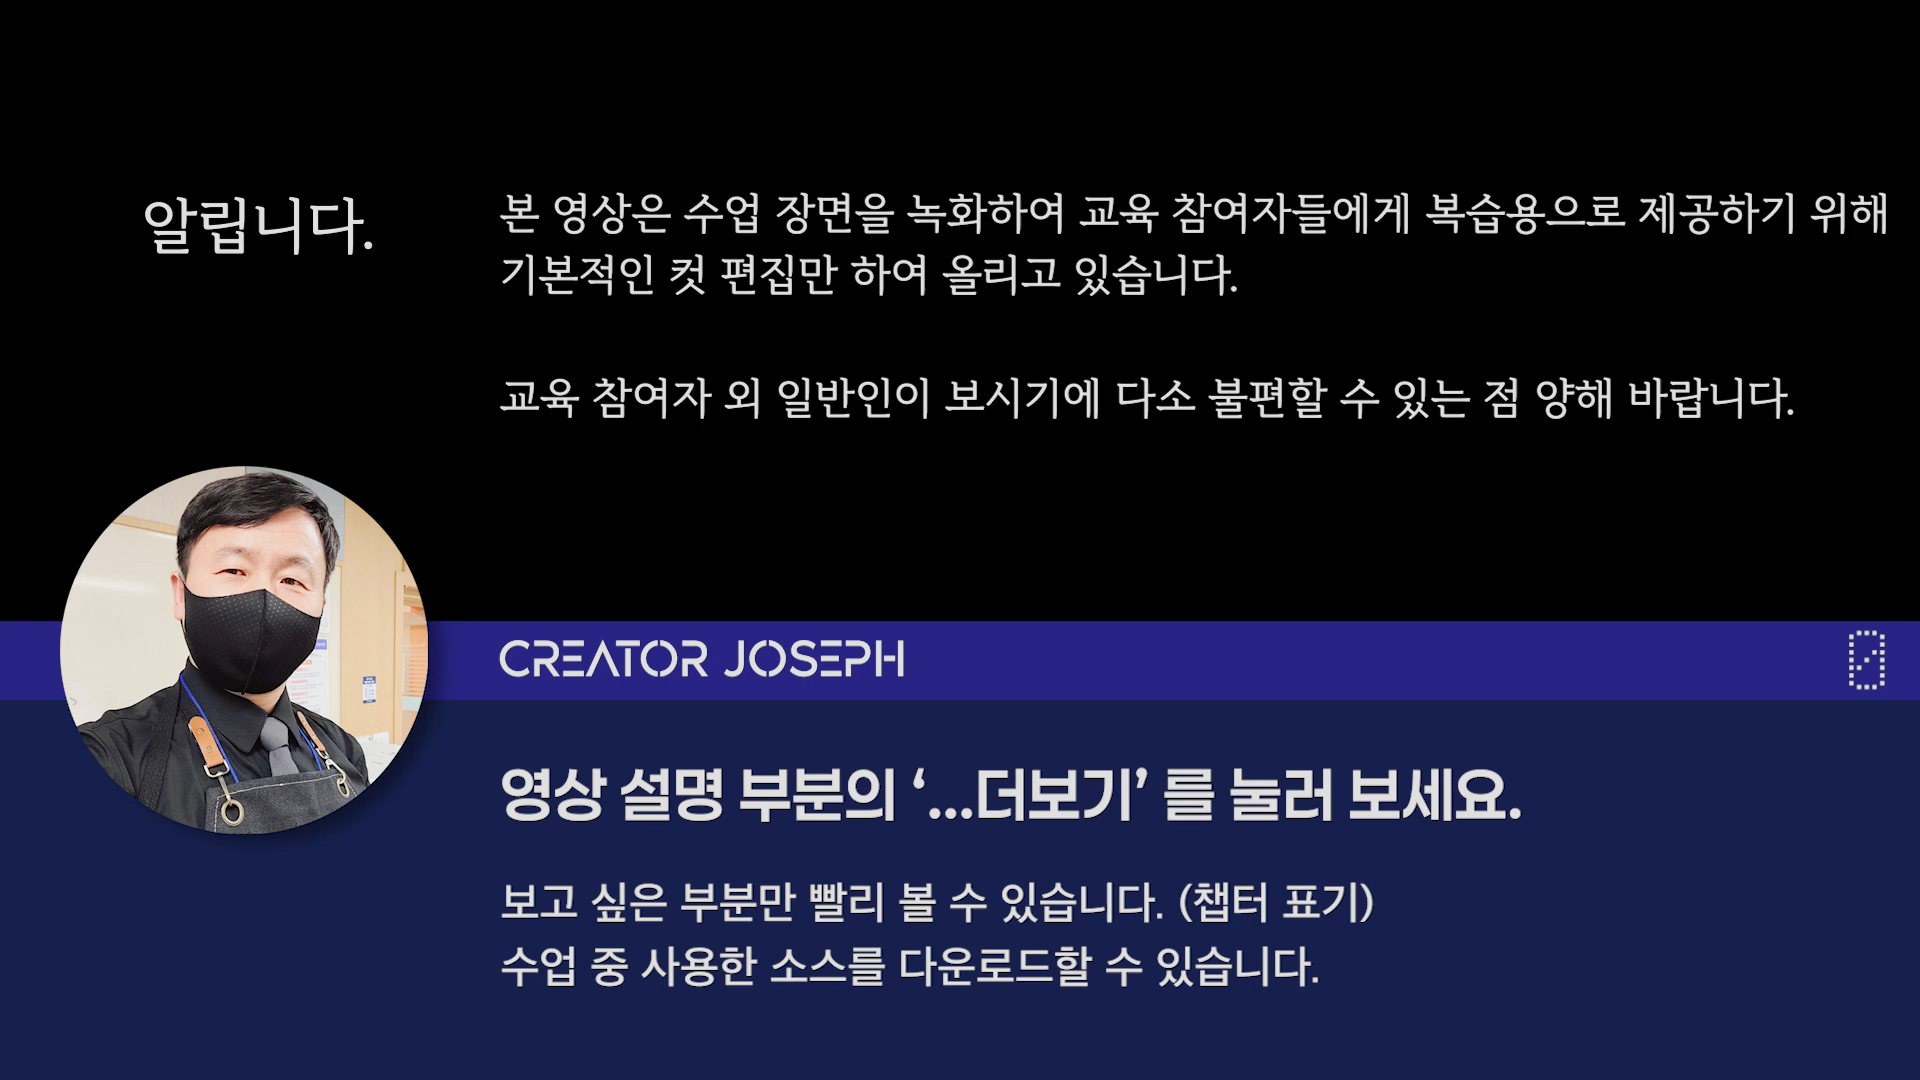 알립니다.
본 영상은 수업 장면을 녹화하여 교육 참여자들에게 복습용으로 제공하기 위해
기본적인 컷 편집만 하여 올리고 있습니다.
교육 참여자 외 일반인이 보시기에 다소 불편할 수 있는 점 양해 바랍니다.
CREATOR JOSEPH
0
영상 설명 부분의 ‘...더보기’ 를 눌러 보세요.
보고 싶은 부분만 빨리 볼 수 있습니다. (챕터 표기)
수업 중 사용한 소스를 다운로드할 수 있습니다.